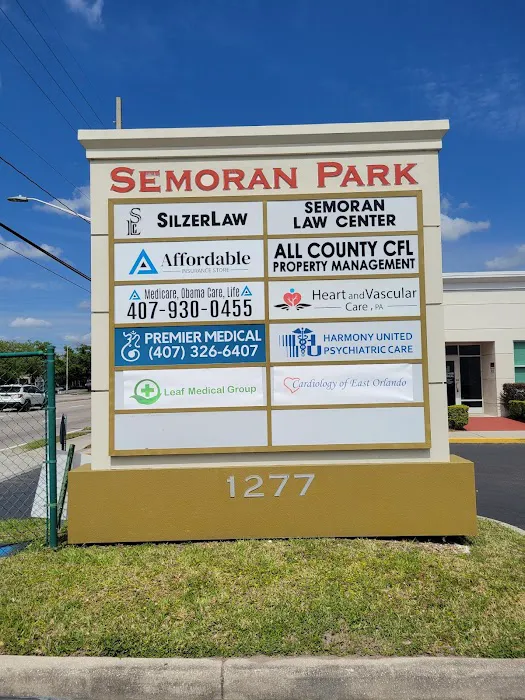 SEMORAN PARK
SLC SILZERLAW
SEMORAN
LAW CENTER
Affordable
INSURANCE STORE
ALL COUNTY CFL
PROPERTY MANAGEMENT
Medicare, Obama Care, Life
407-930-0455
Heart and Vascular
Care, PA
PREMIER MEDICAL
(407) 326-6407
HU HARMONY UNITED
PSYCHIATRIC CARE
Leaf Medical Group
Cardiology of East Orlando
1277